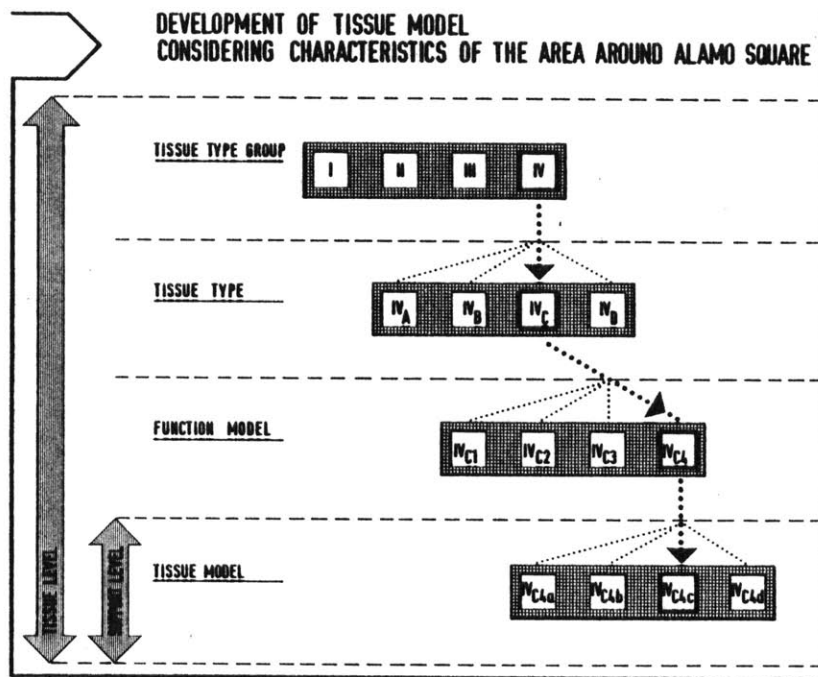 DEVELOPMENT OF TISSUE MODEL
CONSIDERING CHARACTERISTICS OF THE AREA AROUND ALAMO SQUARE
TISSUE TYPE GROUP
I II III IV
TISSUE TYPE
IVA IVB IVC IVD
FUNCTION MODEL
IVC1 IVC2 IVC3 IVC4
TISSUE MODEL
IVC4a IVC4b IVC4c IVC4d
TISSUE LEVEL
SUPPORT LEVEL